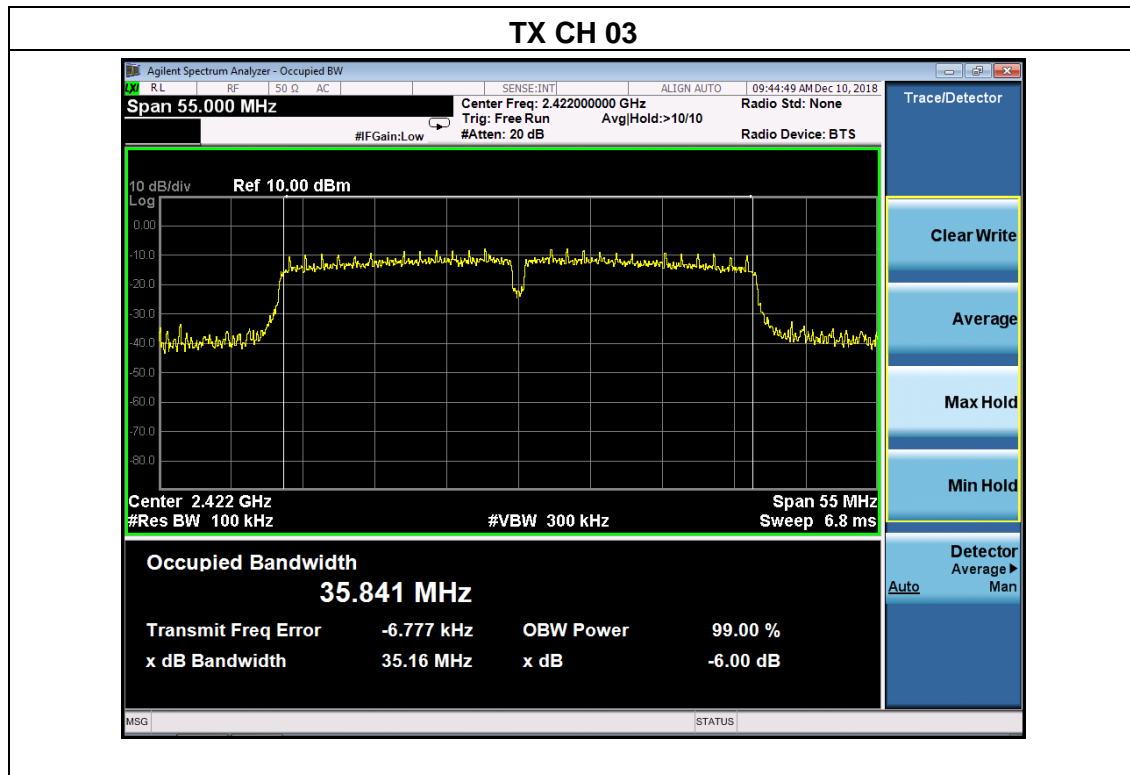 TX CH 03
Agilent Spectrum Analyzer - Occupied BW
LXI RL RF 50 Ω AC SENSE:INT ALIGN AUTO 09:44:49 AM Dec 10, 2018
Span 55.000 MHz
Center Freq: 2.422000000 GHz
Radio Std: None
Trig: Free Run Avg|Hold:>10/10
#IFGain:Low
#Atten: 20 dB
Radio Device: BTS
10 dB/div Ref 10.00 dBm
Log
0.00
-10.0
-20.0
-30.0
-40.0
-50.0
-60.0
-70.0
-80.0
Center 2.422 GHz Span 55 MHz
#Res BW 100 kHz #VBW 300 kHz Sweep 6.8 ms
Occupied Bandwidth
35.841 MHz
Transmit Freq Error -6.777 kHz OBW Power 99.00 %
x dB Bandwidth 35.16 MHz x dB -6.00 dB
MSG STATUS
Trace/Detector
Clear Write
Average
Max Hold
Min Hold
Detector
Average
Auto Man